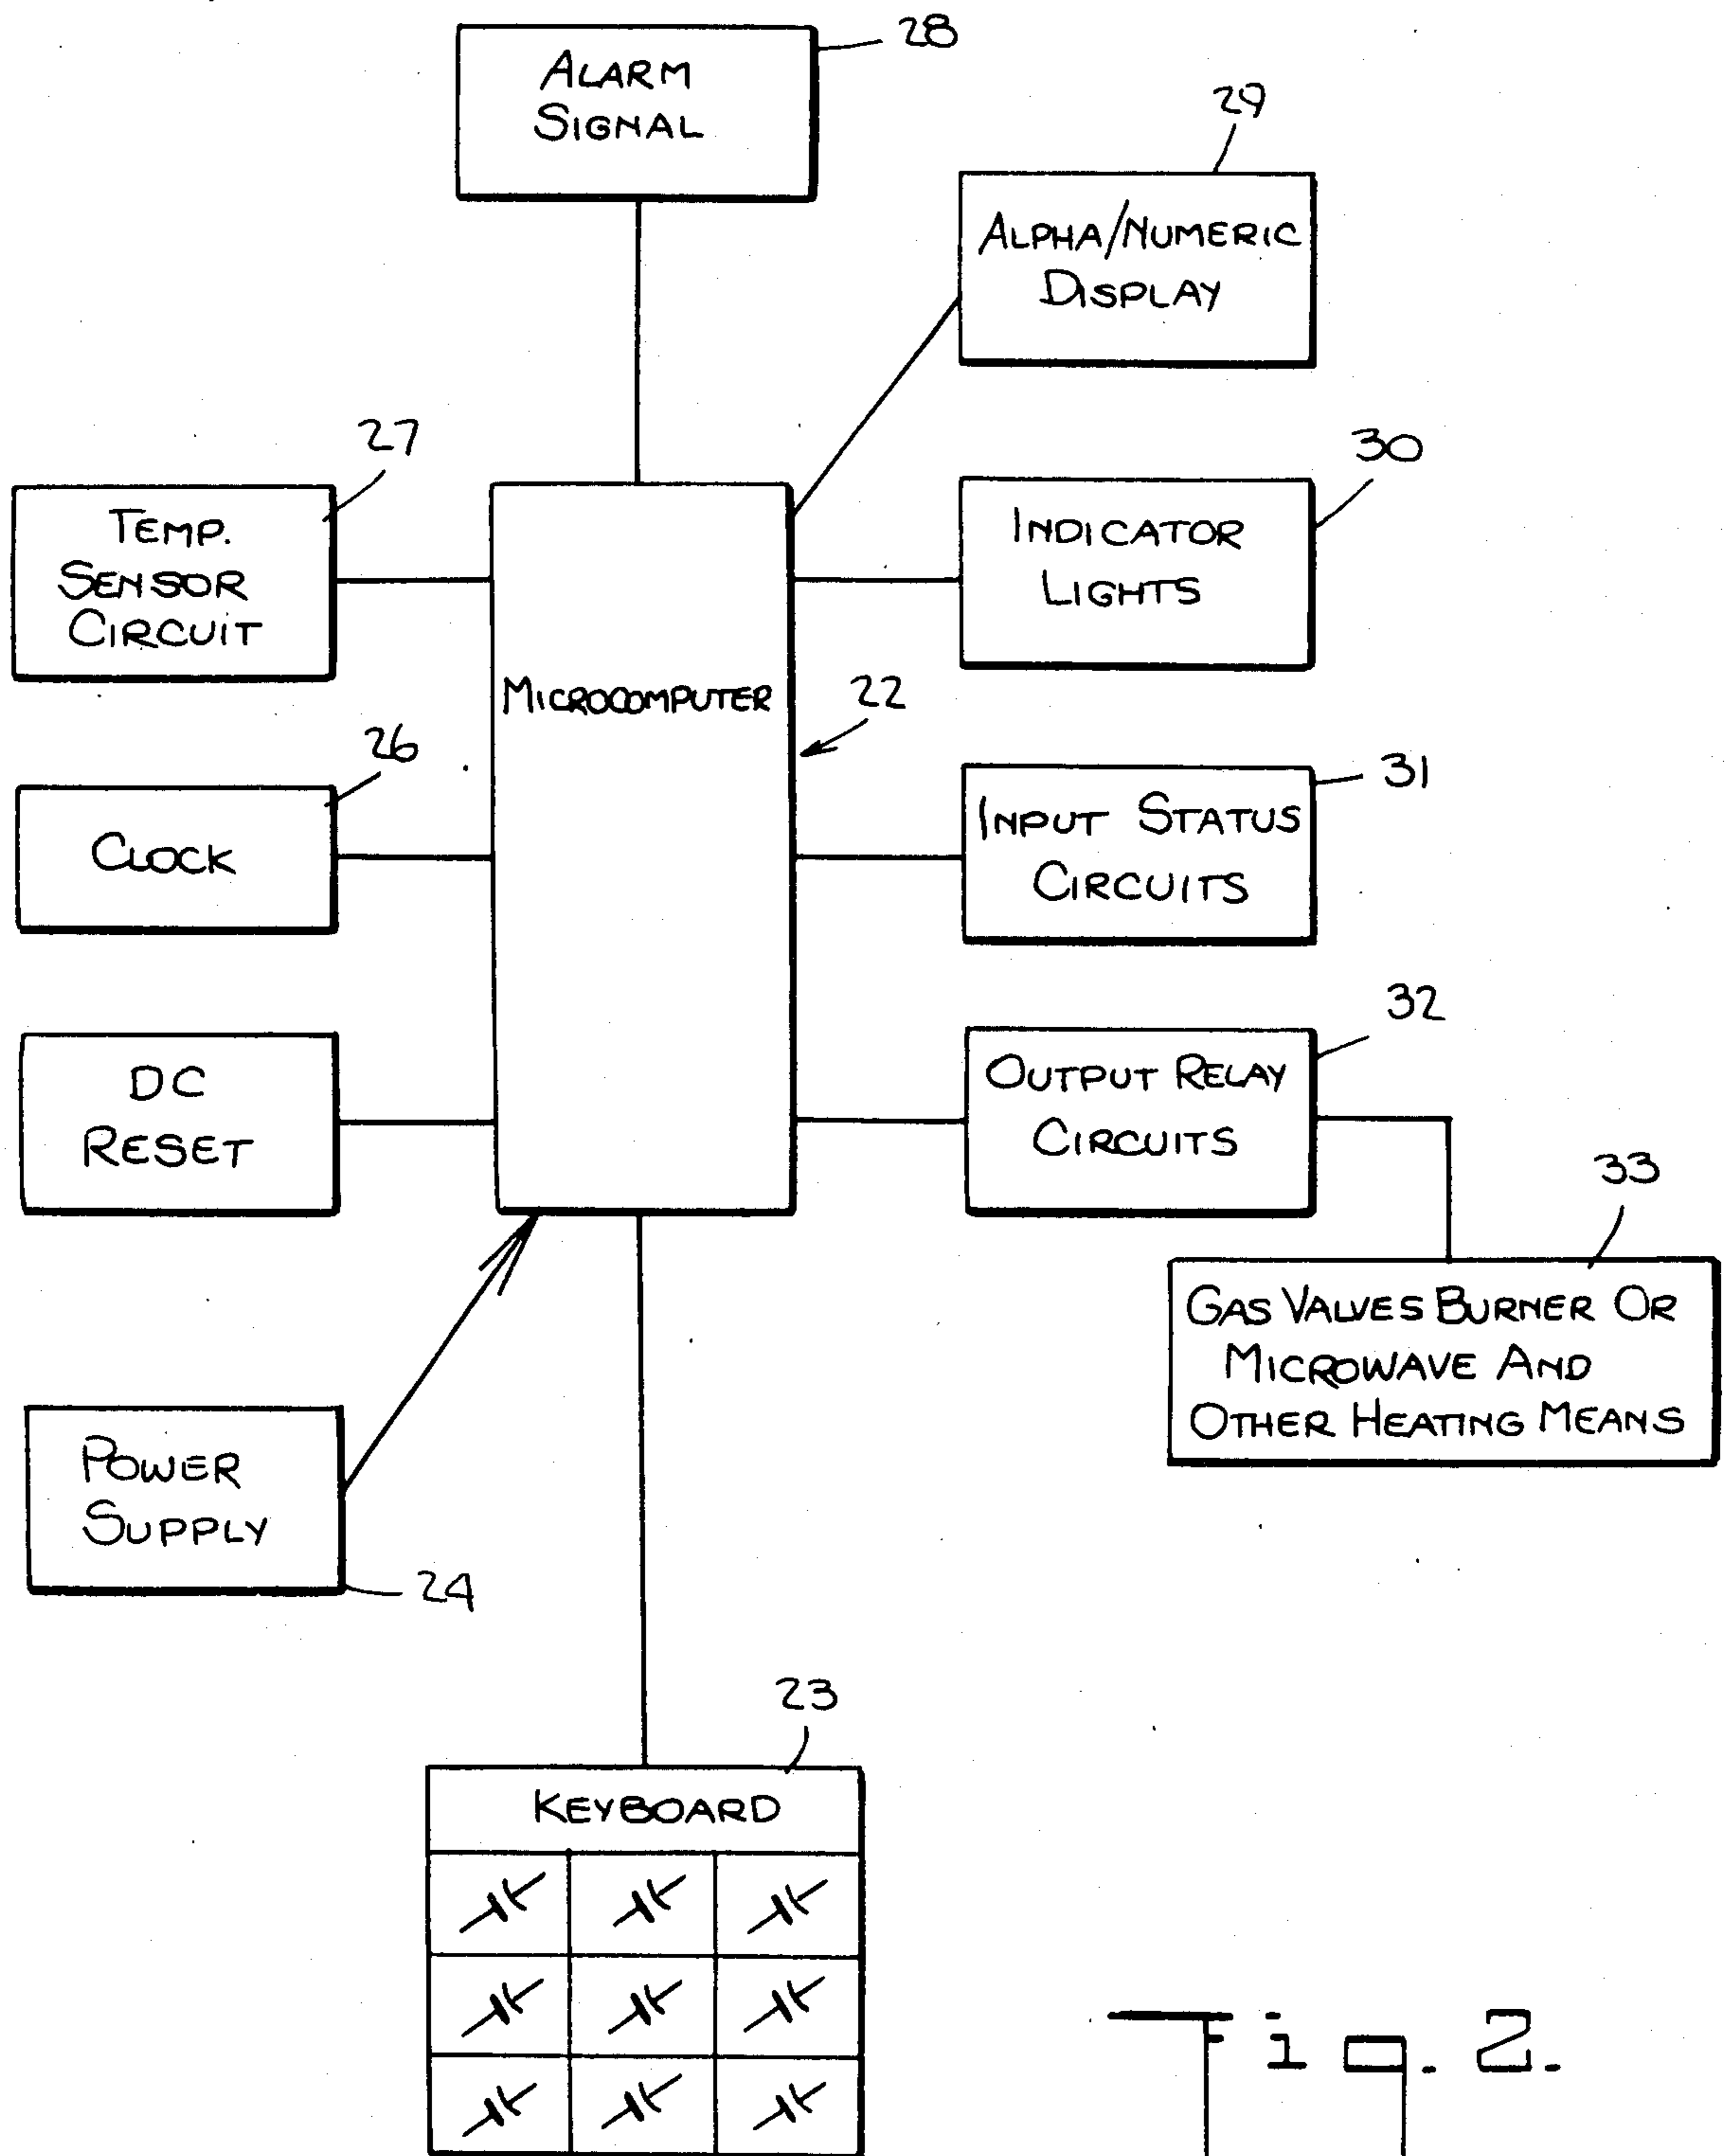 28
ALARM
SIGNAL
29
ALPHA/NUMERIC
DISPLAY
27
TEMP.
SENSOR
CIRCUIT
30
INDICATOR
LIGHTS
MICROCOMPUTER
22
26
CLOCK
31
INPUT STATUS
CIRCUITS
DC
RESET
32
OUTPUT RELAY
CIRCUITS
33
GAS VALVES BURNER OR
MICROWAVE AND
OTHER HEATING MEANS
POWER
SUPPLY
24
23
KEYBOARD
Fig. 2.